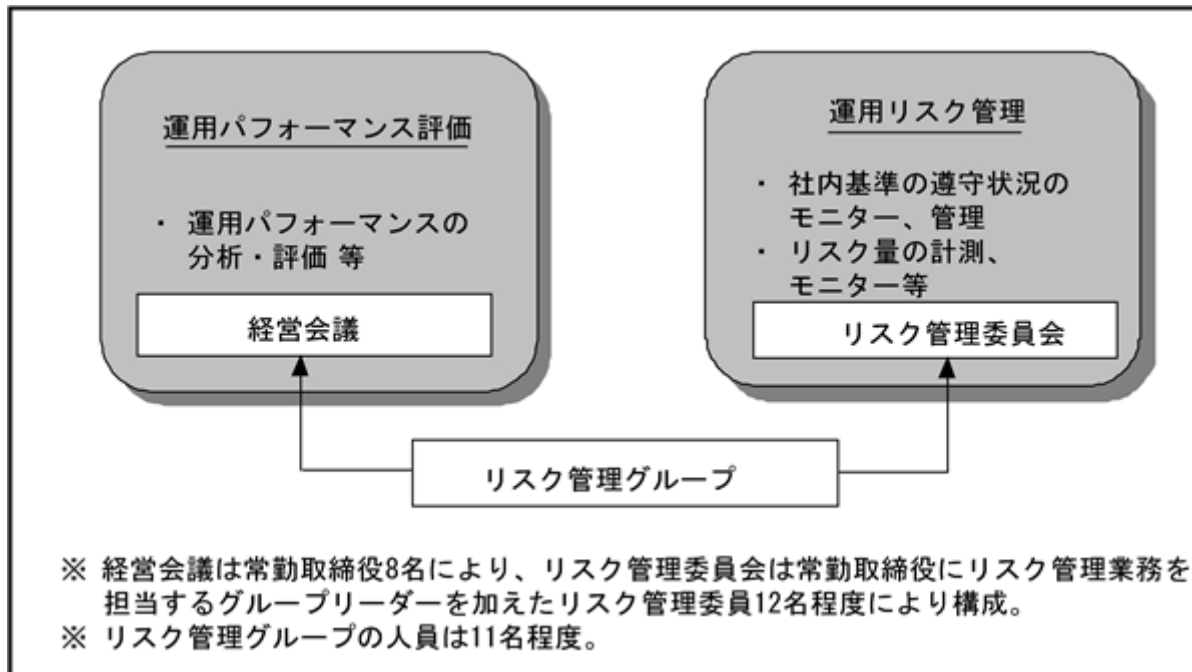 運用パフォーマンス評価
・ 運用パフォーマンスの
分析・評価 等
経営会議
運用リスク管理
・ 社内基準の遵守状況の
モニター、管理
・ リスク量の計測、
モニター等
リスク管理委員会
リスク管理グループ
※ 経営会議は常勤取締役8名により、リスク管理委員会は常勤取締役にリスク管理業務を
担当するグループリーダーを加えたリスク管理委員12名程度により構成。
※ リスク管理グループの人員は11名程度。